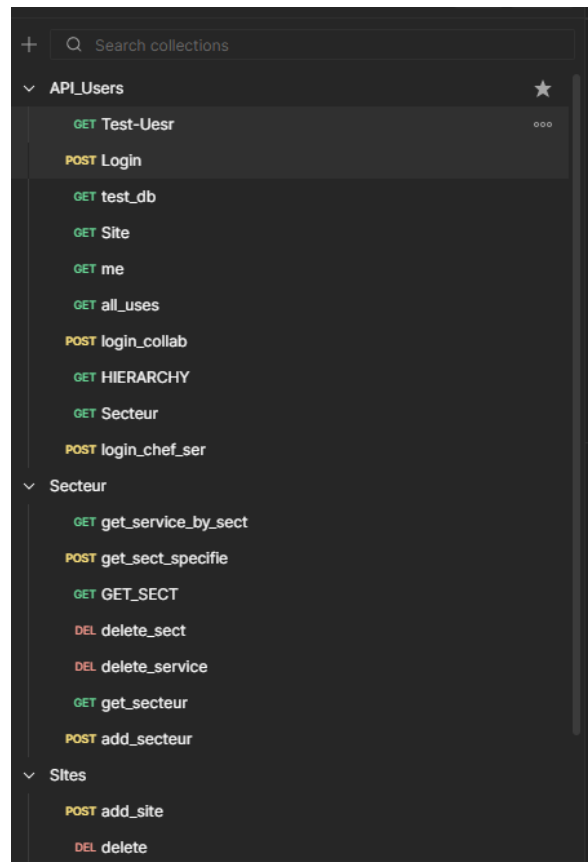 Search collections
API_Users
GET Test-Uesr
POST Login
GET test_db
GET Site
GET me
GET all_uses
POST login_collab
GET HIERARCHY
GET Secteur
POST login_chef_ser
Secteur
GET get_service_by_sect
POST get_sect_specifie
GET GET_SECT
DEL delete_sect
DEL delete_service
GET get_secteur
POST add_secteur
SItes
POST add_site
DEL delete